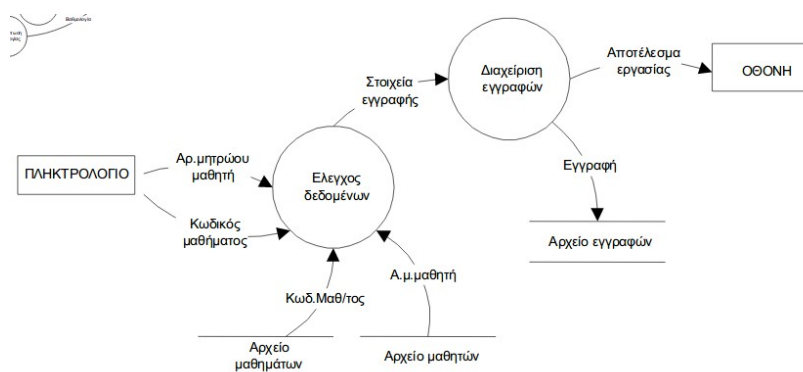 Βαθμολογία
Στοιχεία
εγγραφής
Διαχείριση
εγγραφών
Αποτέλεσμα
εργασίας
ΟΘΟΝΗ
ΠΛΗΚΤΡΟΛΟΓΙΟ
Αρ.μητρώου
μαθητή
Ελεγχος
δεδομένων
Εγγραφή
Κωδικός
μαθήματος
Αρχείο εγγραφών
Κωδ.Μαθ/τος
Α.μ.μαθητή
Αρχείο
μαθημάτων
Αρχείο μαθητών